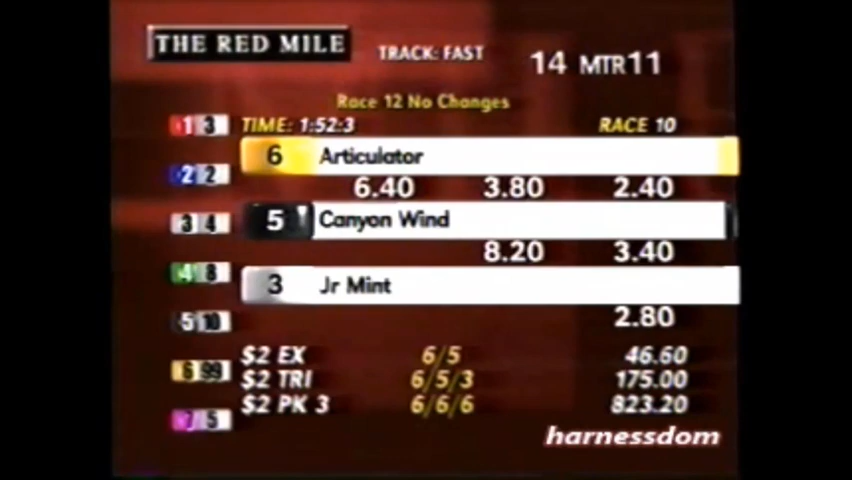 THE RED MILE TRACK: FAST 14 MTR11
Race 12 No Changes
1 3 TIME: 1:52:3 RACE 10
6 Articulator
2 2 6.40 3.80 2.40
3 4 5 Canyon Wind
8.20 3.40
4 8 3 Jr Mint
5 10 2.80
$2 EX 6/5 46.60
6 99 $2 TRI 6/5/3 175.00
$2 PK 3 6/6/6 823.20
7 5
harnessdom